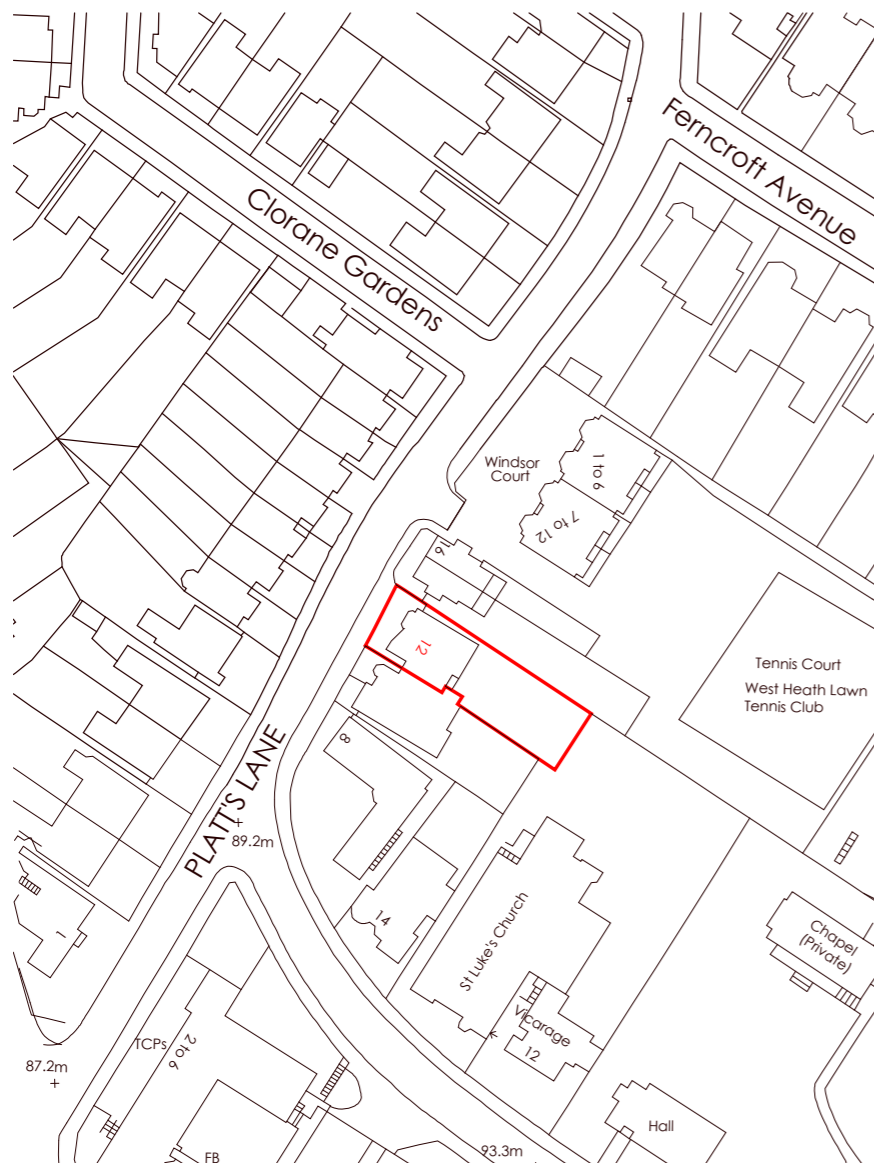 Ferncroft Avenue
Clorane Gardens
Windsor
Court
1 to 6
7 to 12
16
12
Tennis Court
West Heath Lawn
Tennis Club
8
PLATT'S LANE
89.2m
14
St Luke's Church
Chapel
(Private)
1
Vicarage
12
TCPs
2 to 6
87.2m
Hall
93.3m
FB